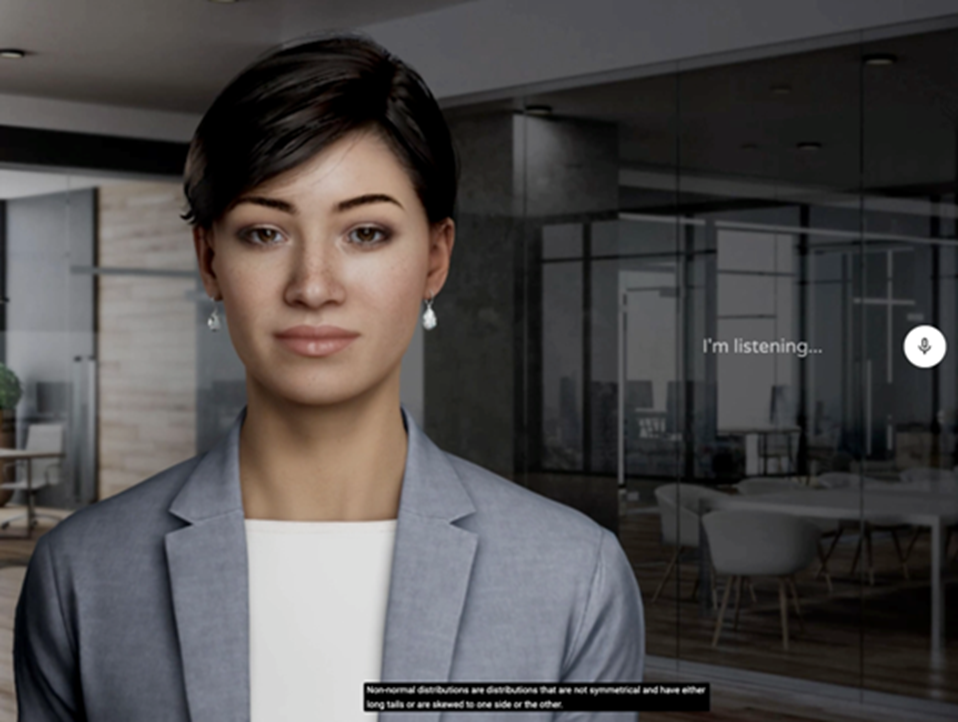 I'm listening...
Non-normal distributions are distributions that are not symmetrical and have either
long tails or are skewed to one side or the other.